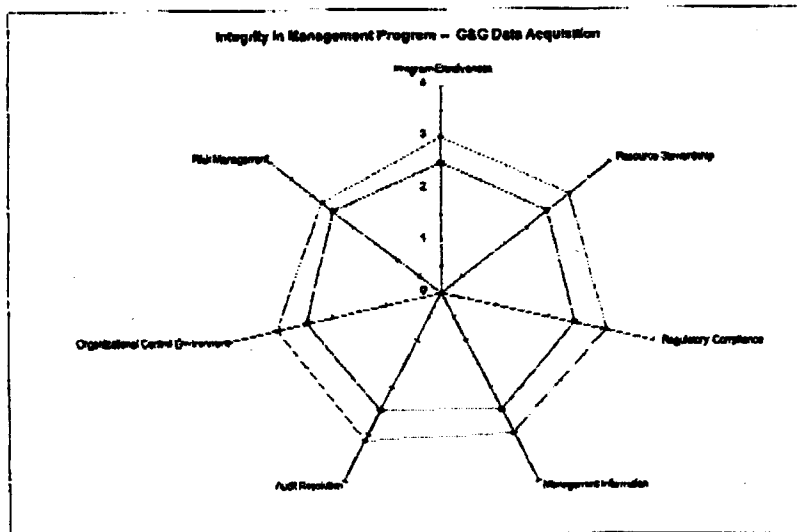 Integrity in Management Program -- G&G Data Acquisition
Program Effectiveness
4
3
2
1
0
Risk Management
Resource Stewardship
Organizational Control Environment
Regulatory Compliance
Audit Resolution
Management Information